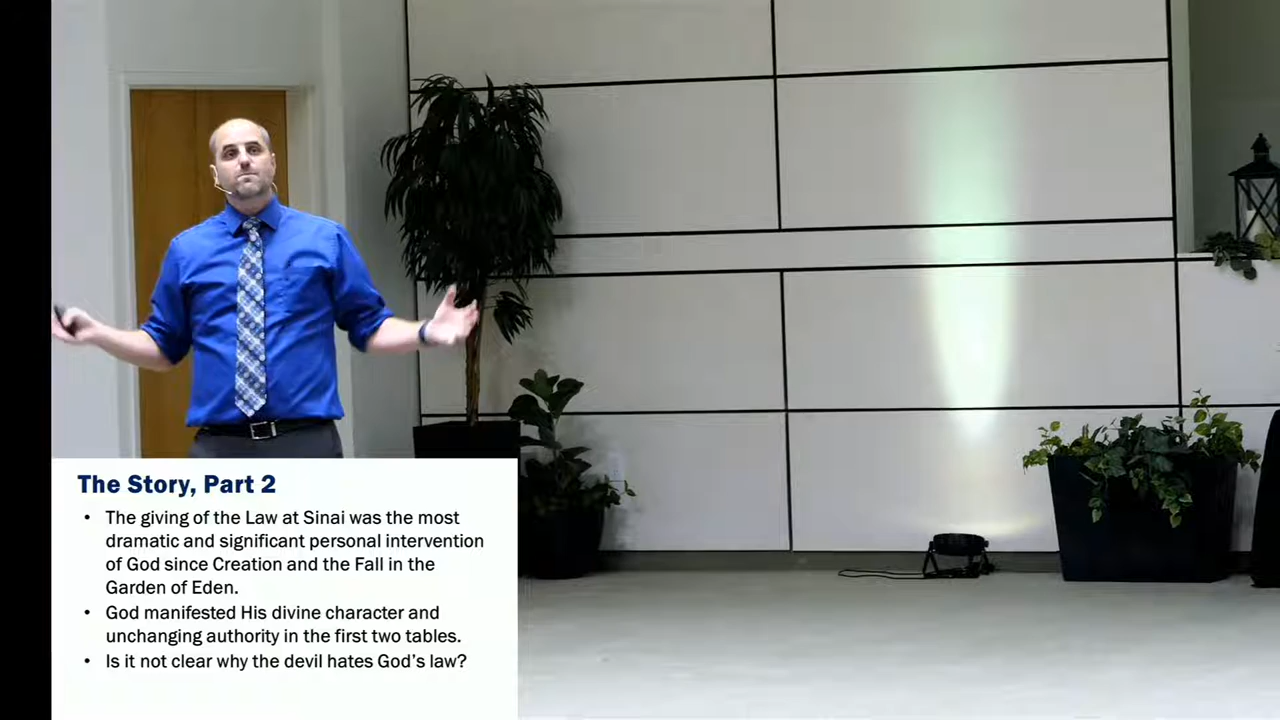 The Story, Part 2
• The giving of the Law at Sinai was the most
dramatic and significant personal intervention
of God since Creation and the Fall in the
Garden of Eden.
• God manifested His divine character and
unchanging authority in the first two tables.
• Is it not clear why the devil hates God's law?